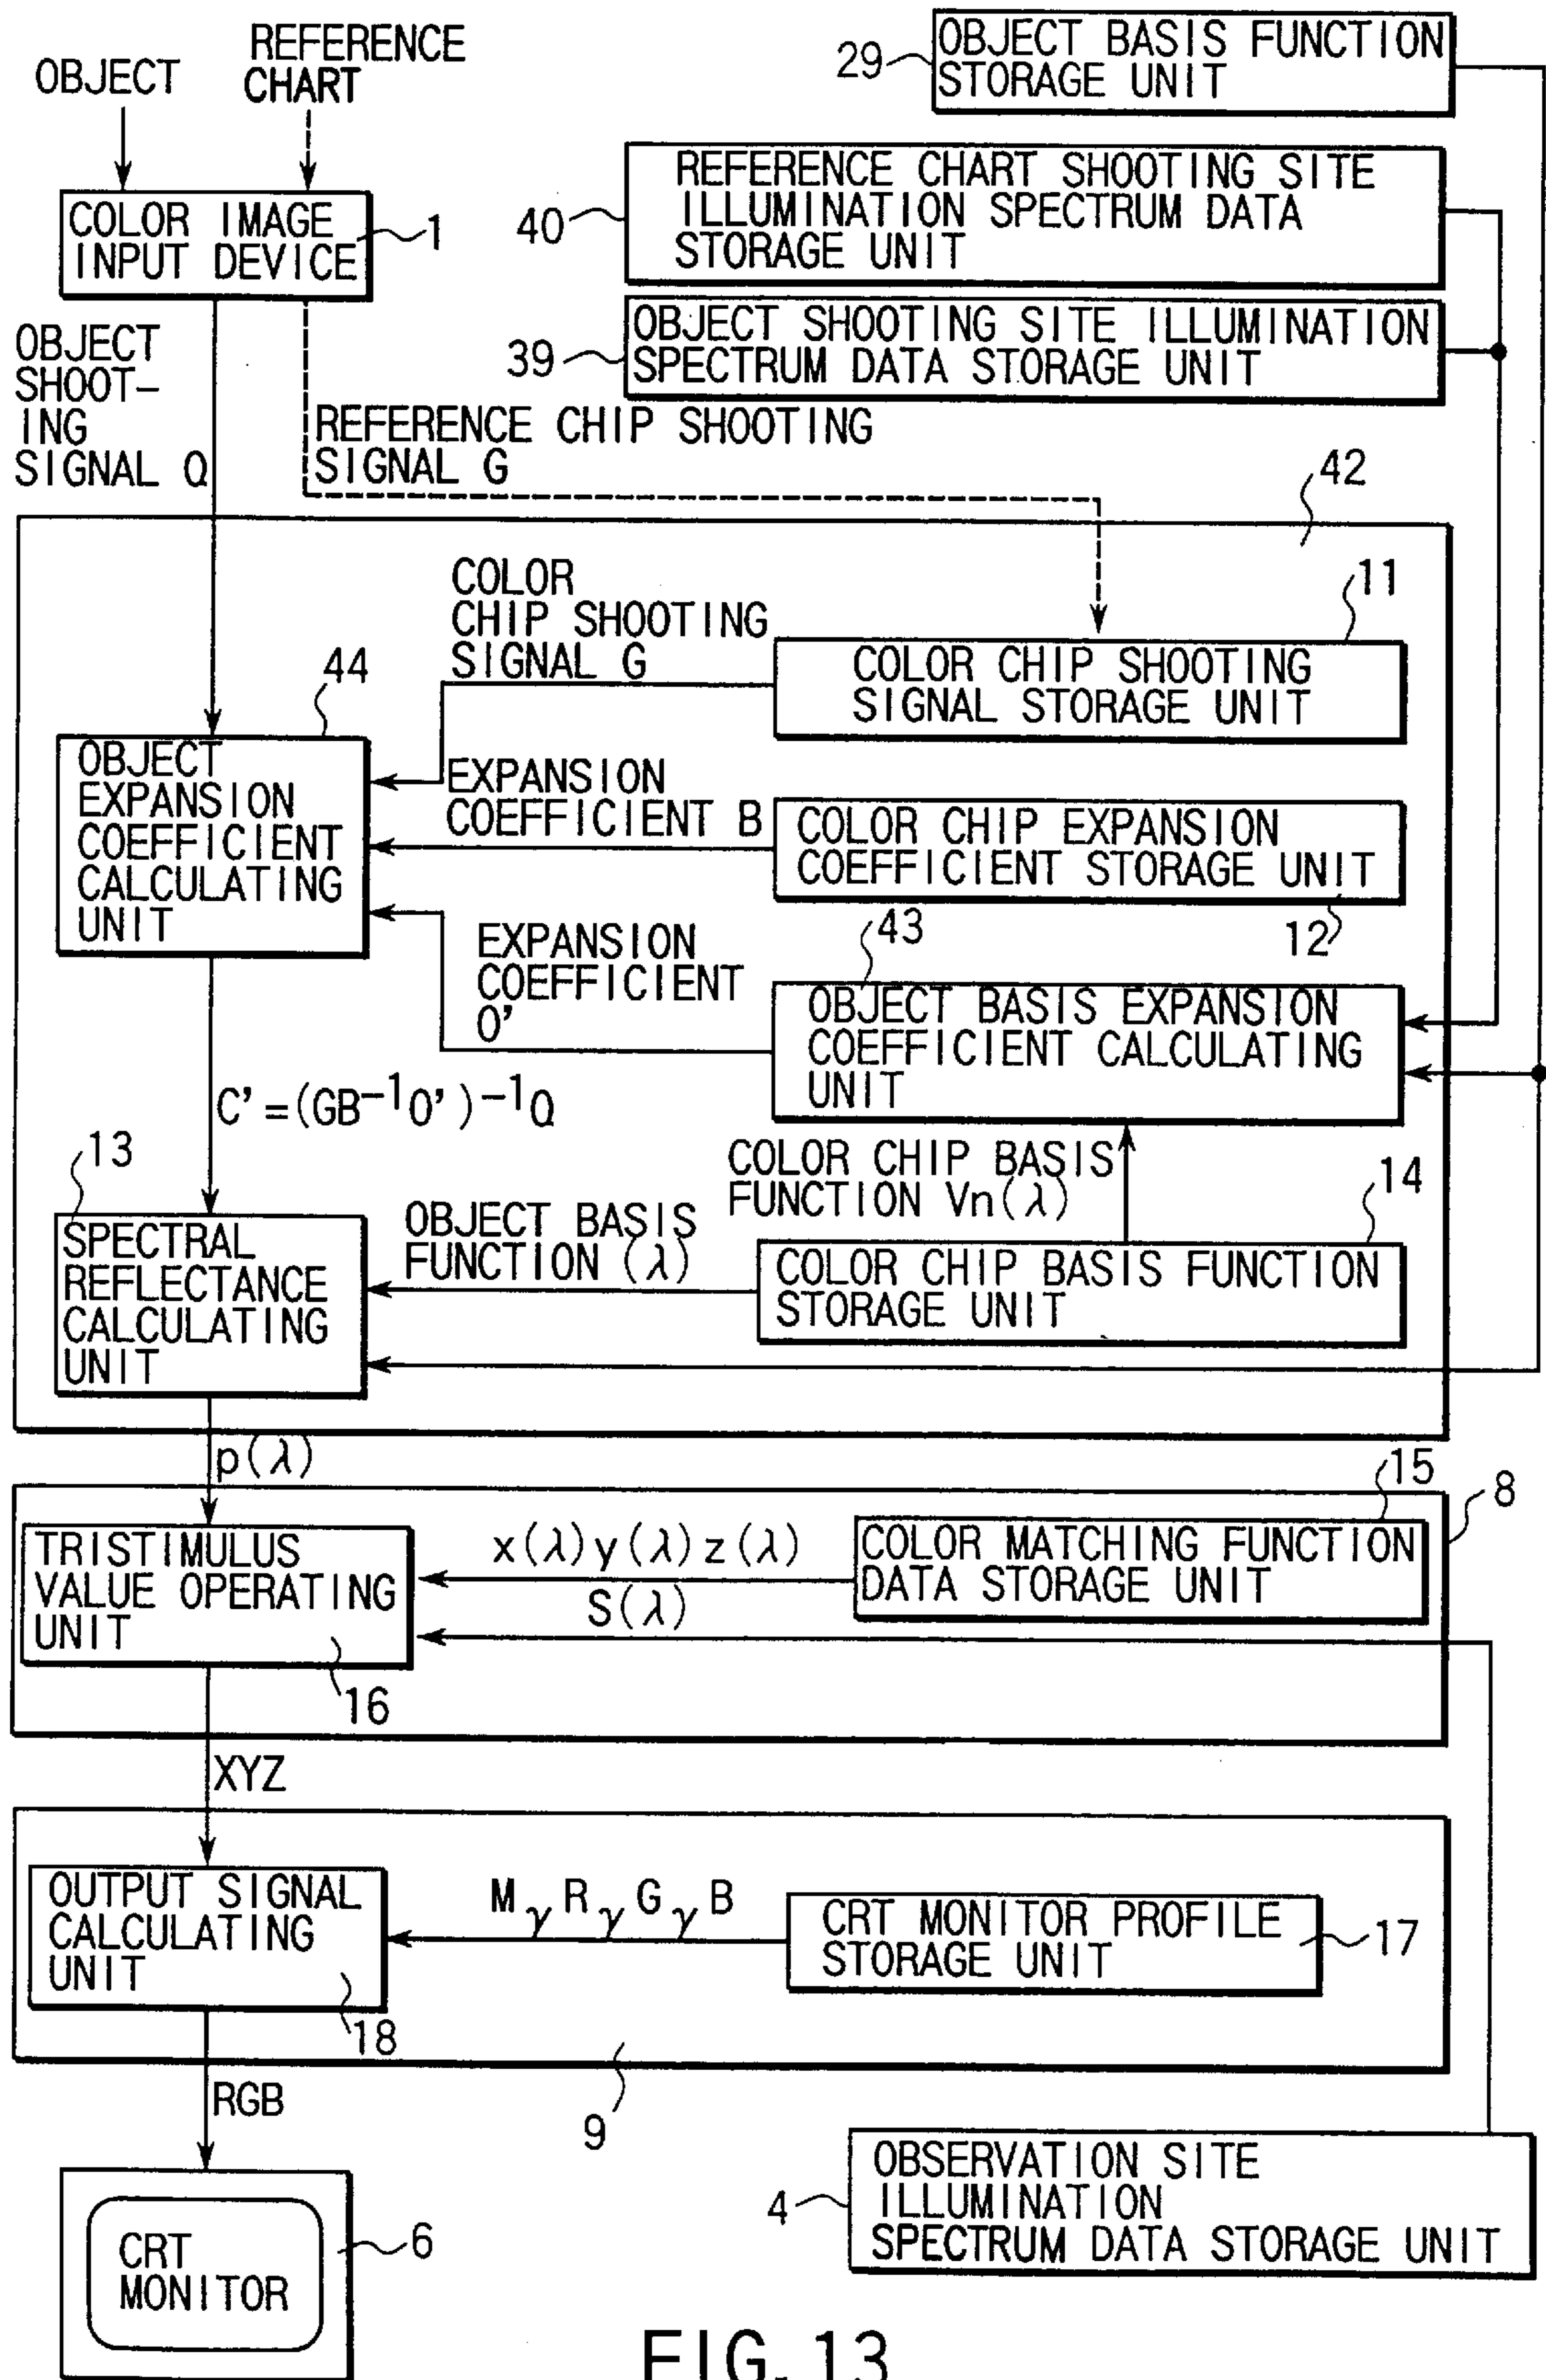 OBJECT
REFERENCE
CHART
29
OBJECT BASIS FUNCTION
STORAGE UNIT
COLOR IMAGE
INPUT DEVICE
1
40
REFERENCE CHART SHOOTING SITE
ILLUMINATION SPECTRUM DATA
STORAGE UNIT
39
OBJECT SHOOTING SITE ILLUMINATION
SPECTRUM DATA STORAGE UNIT
OBJECT
SHOOT-
ING
SIGNAL Q
REFERENCE CHIP SHOOTING
SIGNAL G
42
COLOR
CHIP SHOOTING
SIGNAL G
11
COLOR CHIP SHOOTING
SIGNAL STORAGE UNIT
44
OBJECT
EXPANSION
COEFFICIENT
CALCULATING
UNIT
EXPANSION
COEFFICIENT B
COLOR CHIP EXPANSION
COEFFICIENT STORAGE UNIT
12
43
EXPANSION
COEFFICIENT
O'
OBJECT BASIS EXPANSION
COEFFICIENT CALCULATING
UNIT
C'=(GB⁻¹O')⁻¹Q
COLOR CHIP BASIS
FUNCTION Vn(λ)
13
14
SPECTRAL
REFLECTANCE
CALCULATING
UNIT
OBJECT BASIS
FUNCTION (λ)
COLOR CHIP BASIS FUNCTION
STORAGE UNIT
p(λ)
15
8
TRISTIMULUS
VALUE OPERATING
UNIT
x(λ)y(λ)z(λ)
S(λ)
COLOR MATCHING FUNCTION
DATA STORAGE UNIT
16
XYZ
OUTPUT SIGNAL
CALCULATING
UNIT
MγRγGγB
CRT MONITOR PROFILE
STORAGE UNIT
17
18
RGB
9
4
OBSERVATION SITE
ILLUMINATION
SPECTRUM DATA STORAGE UNIT
CRT
MONITOR
6
FIG.13